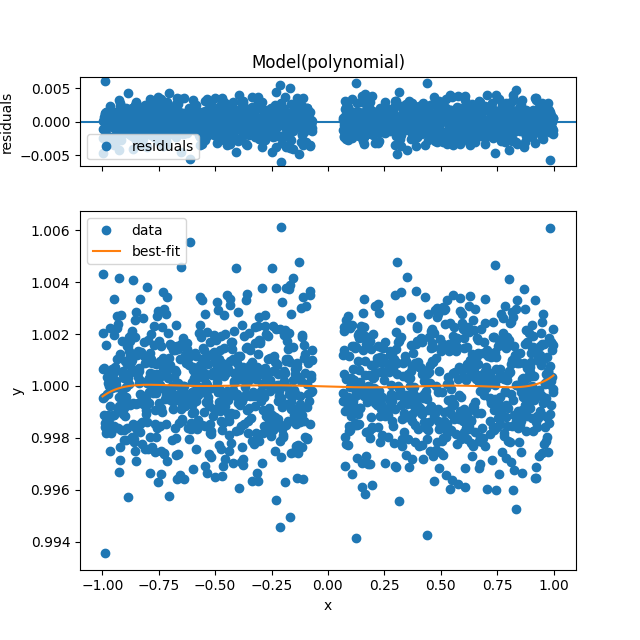 Model(polynomial)
residuals
0.005
0.000
−0.005
residuals
y
1.006
1.004
1.002
1.000
0.998
0.996
0.994
data
best-fit
−1.00 −0.75 −0.50 −0.25 0.00 0.25 0.50 0.75 1.00
x